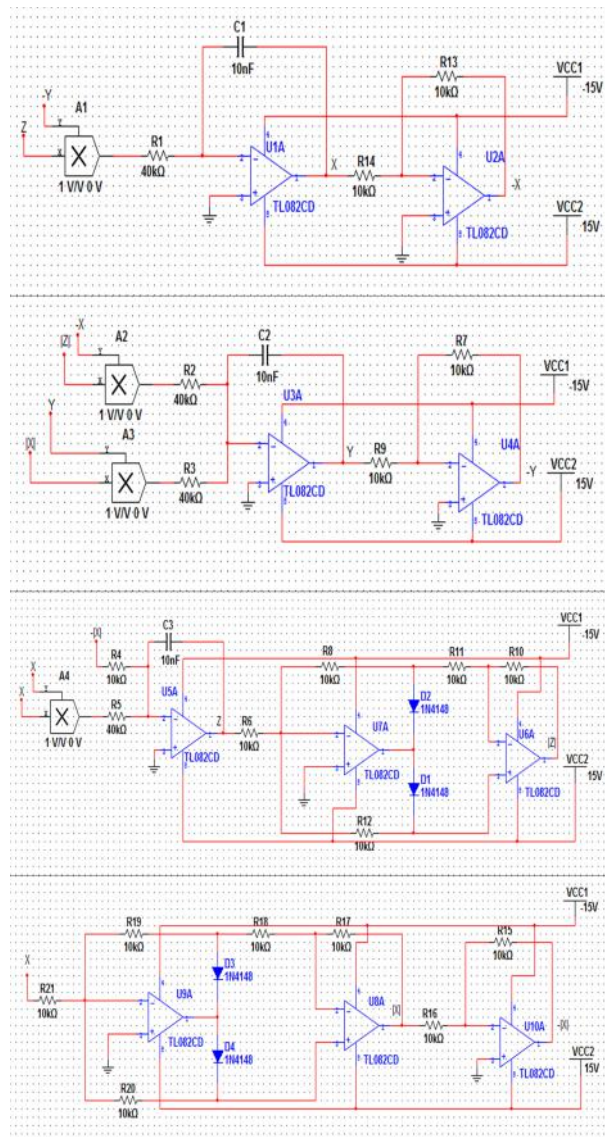 C1
10nF
R13
10kΩ
VCC1
-15V
-Y
A1
Z
Y
X
1 V/V 0 V
R1
40kΩ
U1A
TL082CD
X
R14
10kΩ
U2A
TL082CD
-X
VCC2
15V
-X
A2
|Z|
Y
X
1 V/V 0 V
R2
40kΩ
C2
10nF
R7
10kΩ
VCC1
-15V
Y
A3
|X|
1 V/V 0 V
R3
40kΩ
U3A
TL082CD
Y
R9
10kΩ
U4A
TL082CD
-Y
VCC2
15V
-|X|
R4
10kΩ
C3
10nF
R8
10kΩ
R11
10kΩ
R10
10kΩ
VCC1
-15V
X
A4
X
1 V/V 0 V
R5
40kΩ
U5A
TL082CD
Z
R6
10kΩ
U7A
TL082CD
D2
1N4148
D1
1N4148
R12
10kΩ
U6A
TL082CD
|Z|
VCC2
15V
X
R21
10kΩ
R19
10kΩ
R18
10kΩ
R17
10kΩ
R15
10kΩ
VCC1
-15V
U9A
TL082CD
D3
1N4148
D4
1N4148
R20
10kΩ
U8A
TL082CD
|X|
R16
10kΩ
U10A
TL082CD
-|X|
VCC2
15V